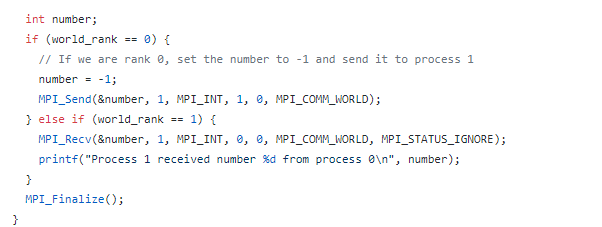 int number;
if (world_rank == 0) {
// If we are rank 0, set the number to -1 and send it to process 1
number = -1;
MPI_Send(&number, 1, MPI_INT, 1, 0, MPI_COMM_WORLD);
} else if (world_rank == 1) {
MPI_Recv(&number, 1, MPI_INT, 0, 0, MPI_COMM_WORLD, MPI_STATUS_IGNORE);
printf("Process 1 received number %d from process 0\n", number);
}
MPI_Finalize();
}